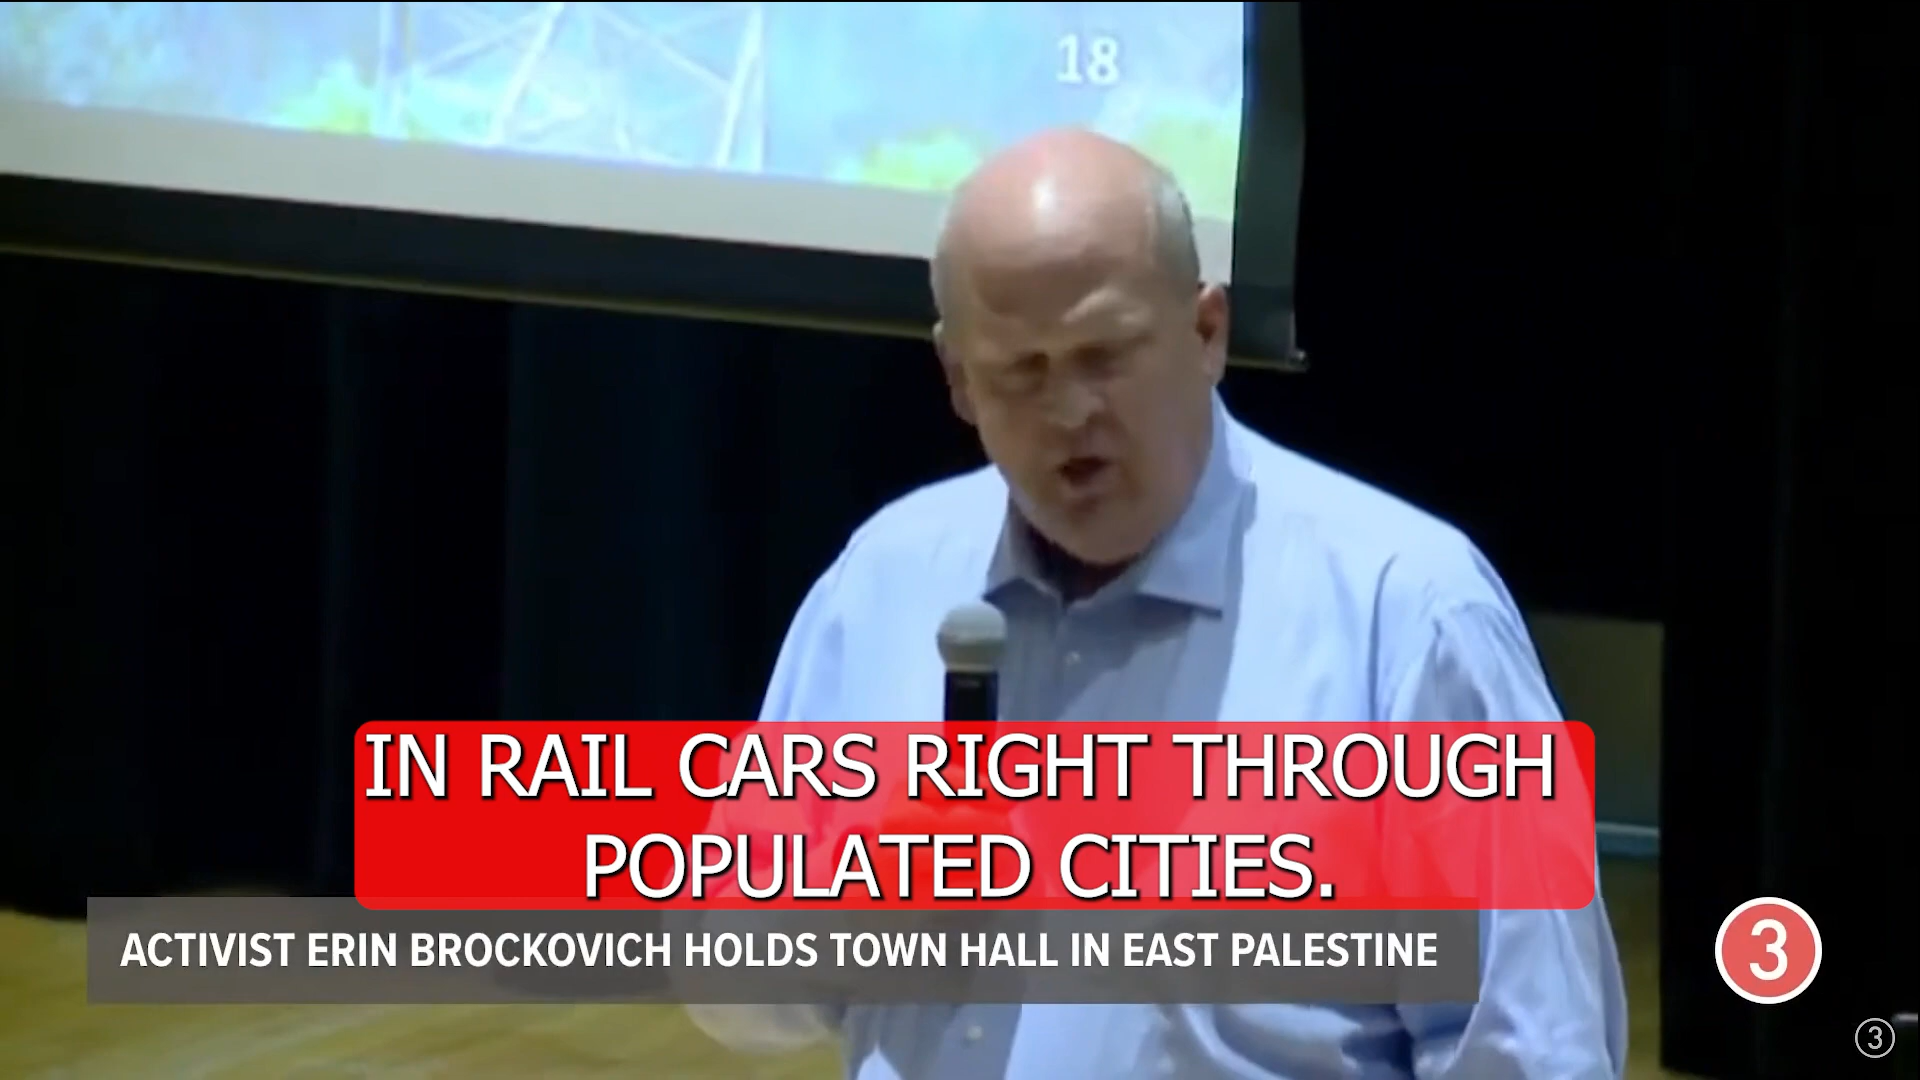 18
IN RAIL CARS RIGHT THROUGH
POPULATED CITIES.
ACTIVIST ERIN BROCKOVICH HOLDS TOWN HALL IN EAST PALESTINE
3
3